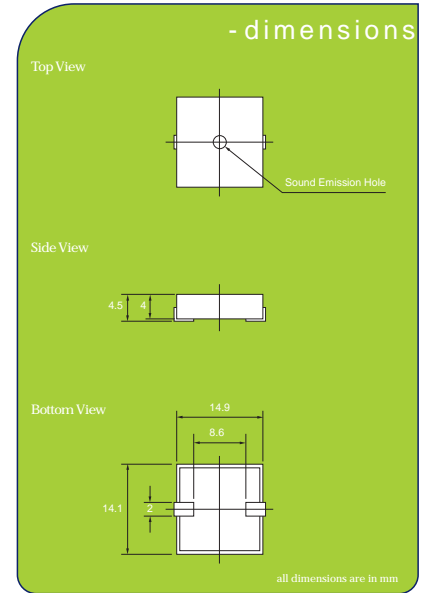 - dimensions
Top View
Sound Emission Hole
Side View
4.5 4
Bottom View
14.9
8.6
14.1 2
all dimensions are in mm